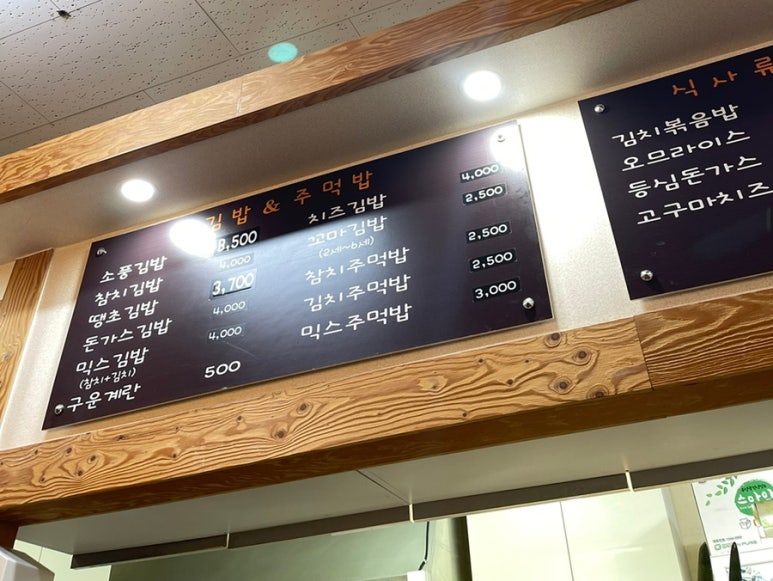 김밥 & 주먹밥
소풍김밥 3,500
참치김밥 4,000
땡초김밥 3,700
돈가스김밥 4,000
믹스김밥 4,000
(참치+김치)
구운계란 500
치즈김밥 4,000
꼬마김밥 2,500
(2세~6세)
참치주먹밥 2,500
김치주먹밥 2,500
믹스주먹밥 3,000
식사류
김치볶음밥
오므라이스
등심돈가스
고구마치즈